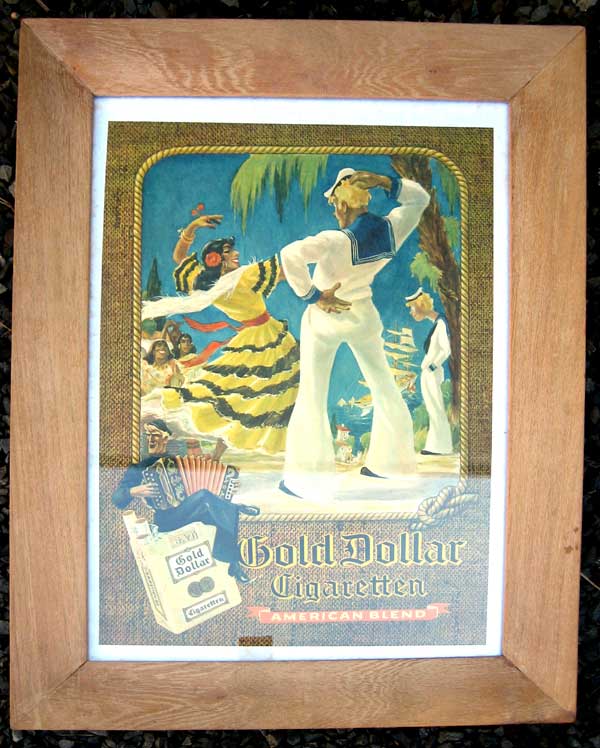 Gold Dollar
Cigaretten
AMERICAN BLEND
Gold
Dollar
Cigaretten